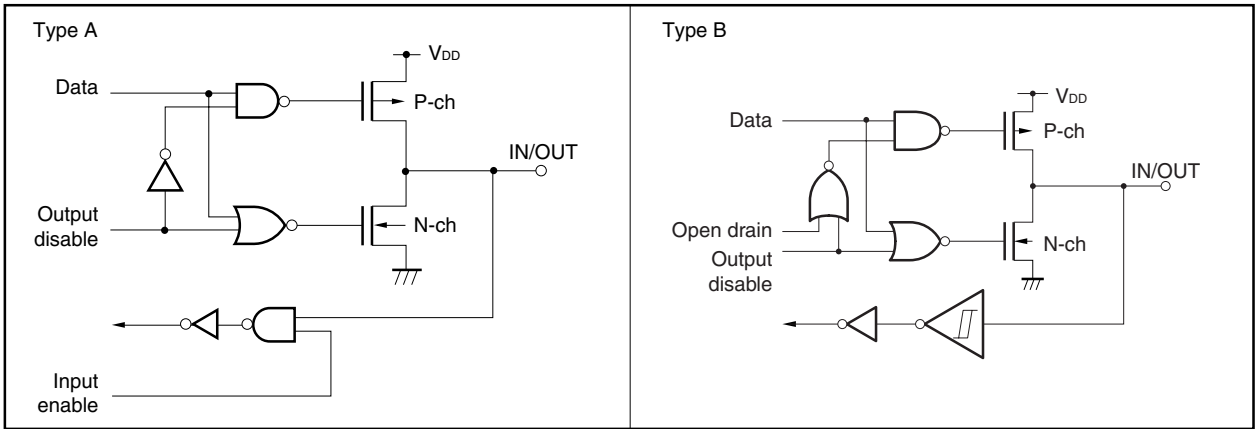 Type A
VDD
Data
P-ch
IN/OUT
Output
disable
N-ch
Input
enable
Type B
VDD
Data
P-ch
IN/OUT
Open drain
Output
disable
N-ch